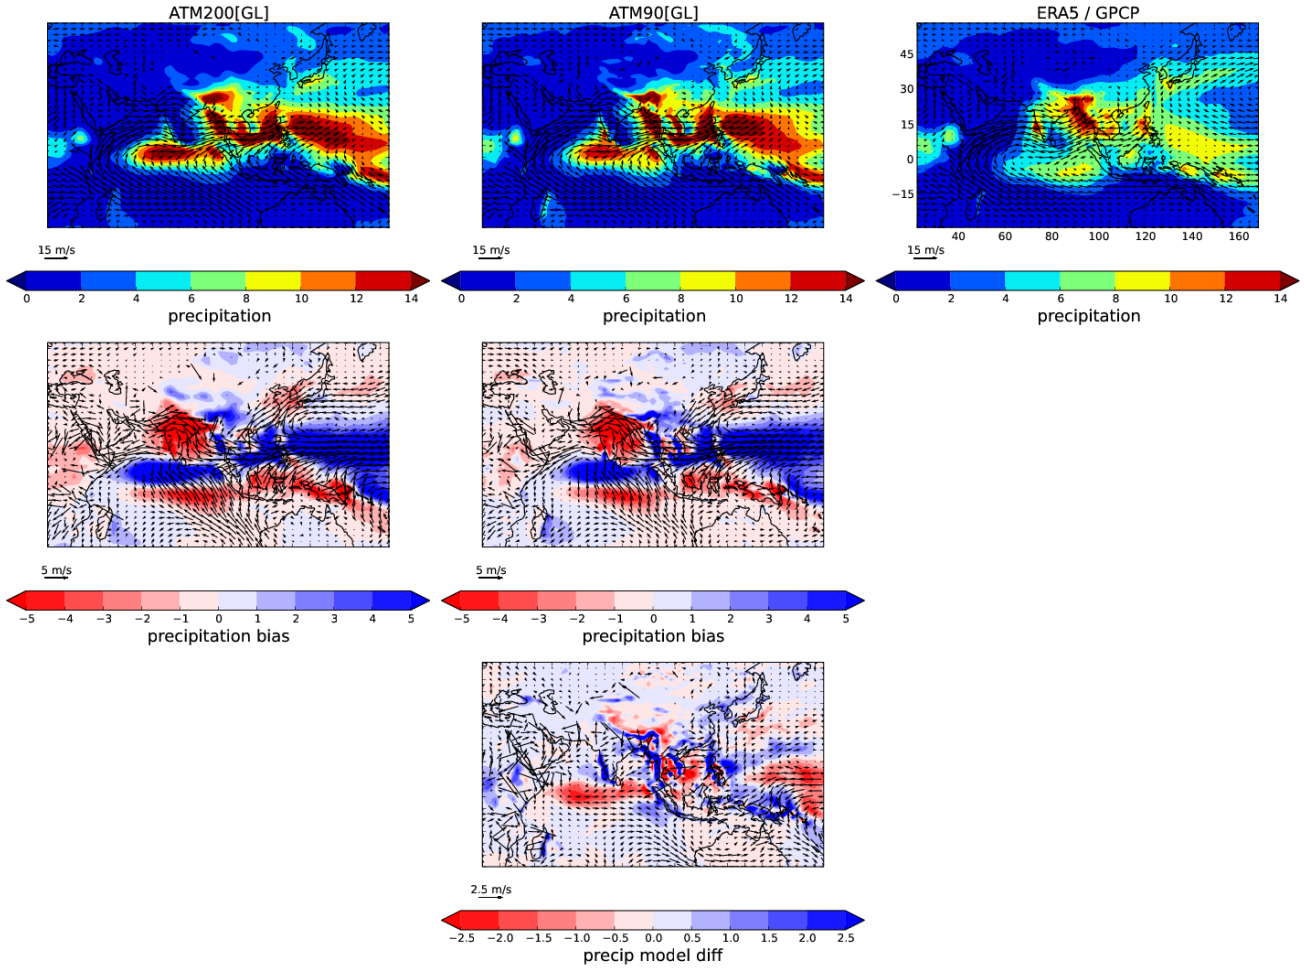 ATM200[GL] ATM90[GL] ERA5 / GPCP
45
30
15
0
−15
40 60 80 100 120 140 160
15 m/s 15 m/s 15 m/s
0 2 4 6 8 10 12 14 0 2 4 6 8 10 12 14 0 2 4 6 8 10 12 14
precipitation precipitation precipitation
5 m/s 5 m/s
−5 −4 −3 −2 −1 0 1 2 3 4 5 −5 −4 −3 −2 −1 0 1 2 3 4 5
precipitation bias precipitation bias
2.5 m/s
−2.5 −2.0 −1.5 −1.0 −0.5 0.0 0.5 1.0 1.5 2.0 2.5
precip model diff